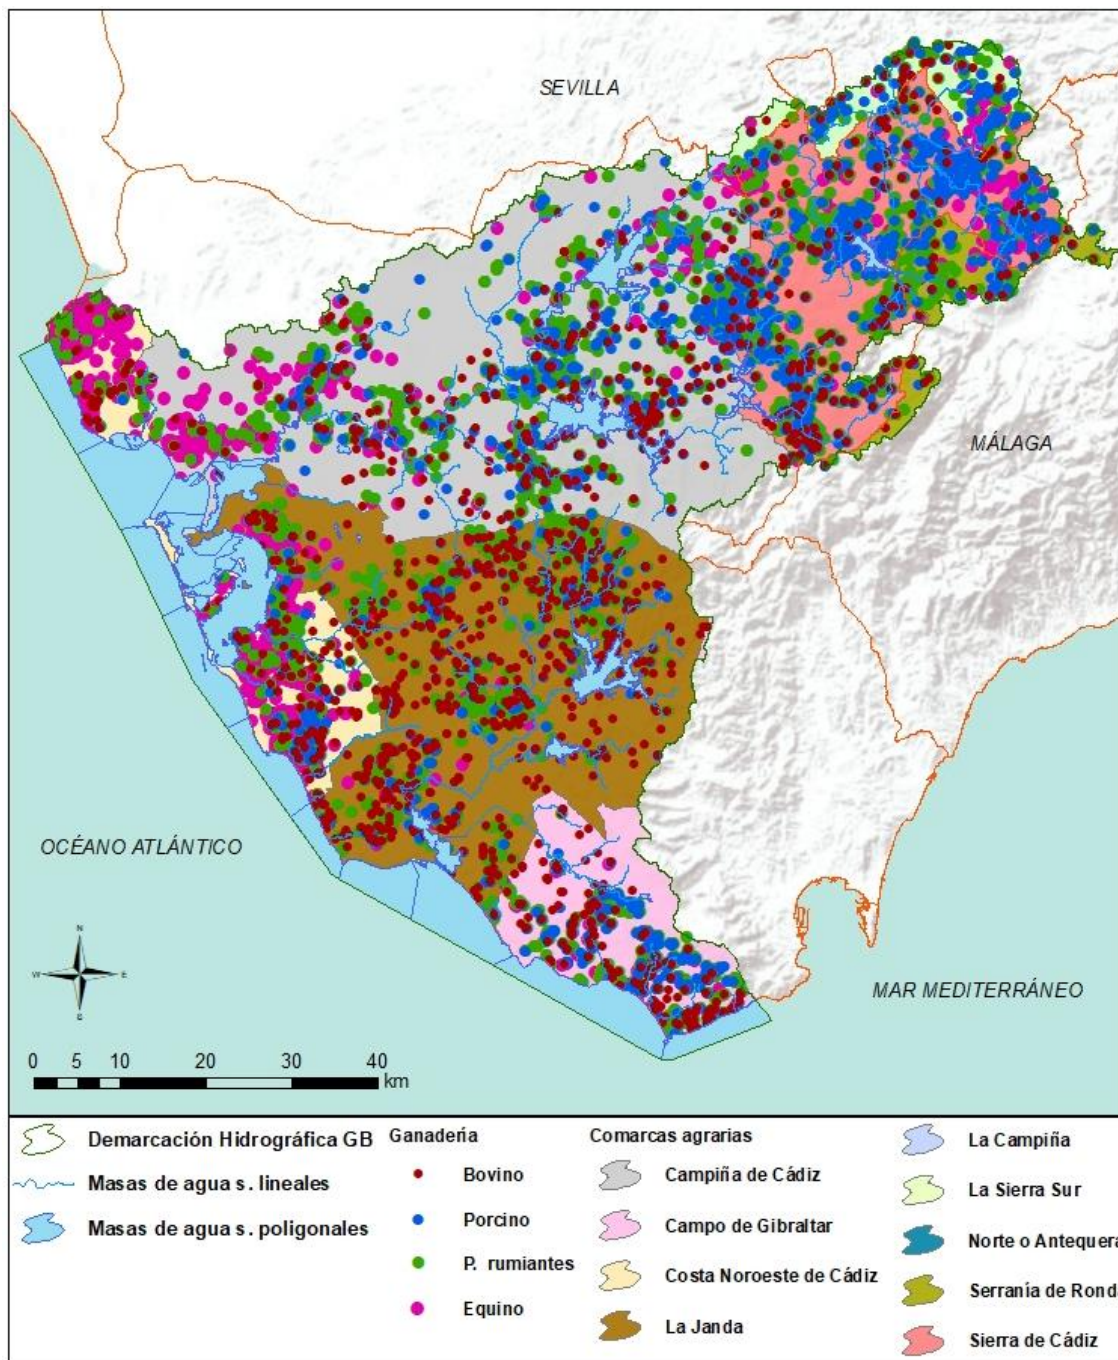 SEVILLA
MÁLAGA
OCÉANO ATLÁNTICO
MAR MEDITERRÁNEO
N
W E
S
0 5 10 20 30 40
km
Demarcación Hidrográfica GB
Masas de agua s. lineales
Masas de agua s. poligonales
Ganadería
Bovino
Porcino
P. rumiantes
Equino
Comarcas agrarias
Campiña de Cádiz
Campo de Gibraltar
Costa Noroeste de Cádiz
La Janda
La Campiña
La Sierra Sur
Norte o Antequera
Serranía de Rond
Sierra de Cádiz